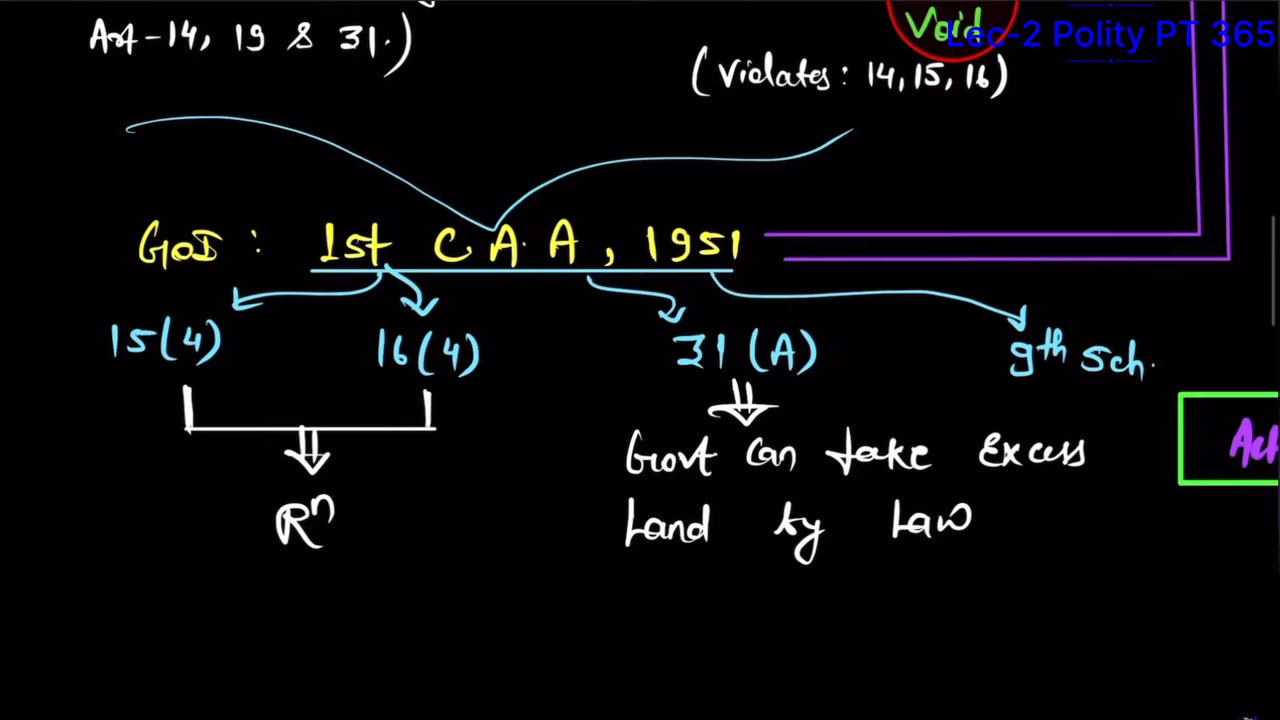 Art-14, 19 & 31.)
Void
Lec-2 Polity PT 365
(Violates: 14, 15, 16)
GoI : 1st C A A, 1951
15(4) 16(4) 31(A) 9th Sch.
Govt can take Excess
Land by Law
Rⁿ